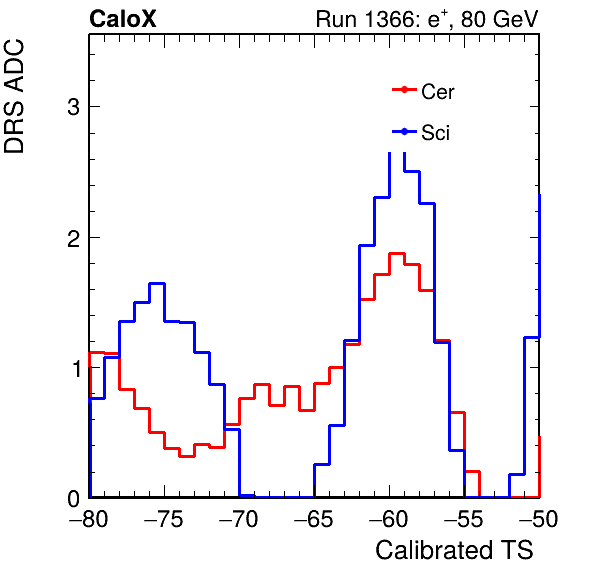 CaloX
Run 1366: e+, 80 GeV
DRS ADC
Cer
Sci
3
2
1
0
−80 −75 −70 −65 −60 −55 −50
Calibrated TS